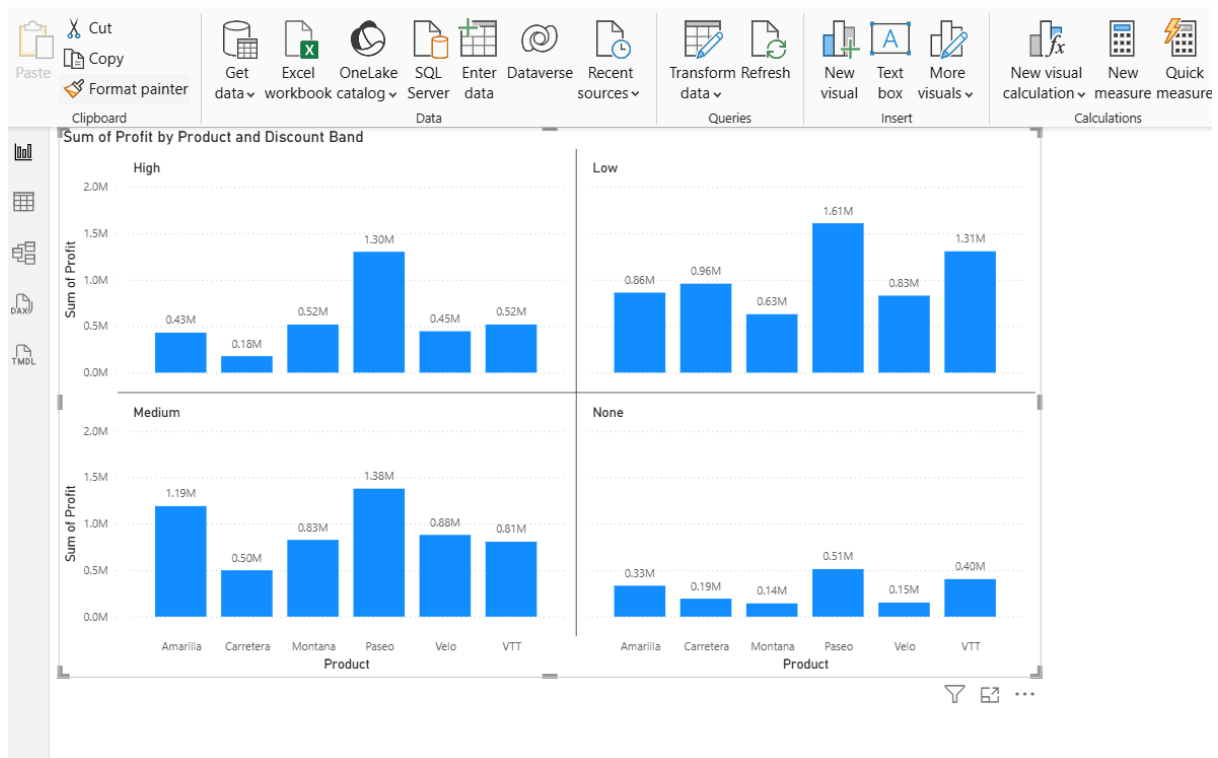 Cut
Copy
Paste
Format painter
Clipboard
Get data
Excel workbook
OneLake catalog
SQL Server
Enter data
Dataverse
Recent sources
Data
Transform data
Refresh
Queries
New visual
Text box
More visuals
Insert
New visual calculation
New measure
Quick measure
Calculations
X
A
fx
DAX
TMDL
Sum of Profit by Product and Discount Band
High
Sum of Profit
2.0M
1.5M
1.0M
0.5M
0.0M
0.43M
0.18M
0.52M
1.30M
0.45M
0.52M
Low
0.86M
0.96M
0.63M
1.61M
0.83M
1.31M
Medium
Sum of Profit
2.0M
1.5M
1.0M
0.5M
0.0M
1.19M
0.50M
0.83M
1.38M
0.88M
0.81M
Amarilla
Carretera
Montana
Paseo
Velo
VTT
Product
None
0.33M
0.19M
0.14M
0.51M
0.15M
0.40M
Amarilla
Carretera
Montana
Paseo
Velo
VTT
Product